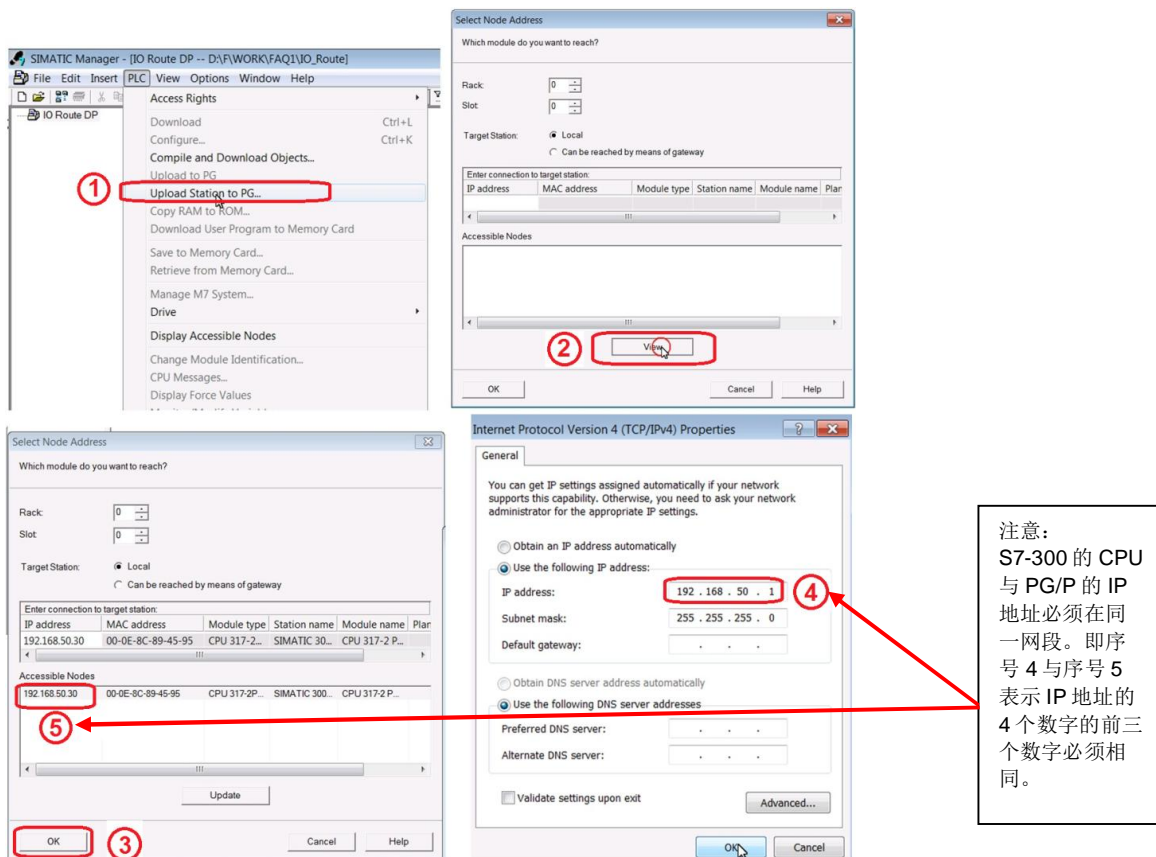 SIMATIC Manager - [IO Route DP -- D:\F\WORK\FAQ1\IO_Route]
File Edit Insert PLC View Options Window Help
IO Route DP
Access Rights
Download Ctrl+L
Configure... Ctrl+K
Compile and Download Objects...
Upload to PG
① Upload Station to PG...
Copy RAM to ROM...
Download User Program to Memory Card
Save to Memory Card...
Retrieve from Memory Card...
Manage M7 System...
Drive
Display Accessible Nodes
Change Module Identification...
CPU Messages...
Display Force Values
Select Node Address
Which module do you want to reach?
Rack: 0
Slot: 0
Target Station: Local
Can be reached by means of gateway
Enter connection to target station:
IP address MAC address Module type Station name Module name Plan
Accessible Nodes
② View
OK Cancel Help
Select Node Address
Which module do you want to reach?
Rack: 0
Slot: 0
Target Station: Local
Can be reached by means of gateway
Enter connection to target station:
IP address MAC address Module type Station name Module name Plan
192.168.50.30 00-0E-8C-89-45-95 CPU 317-2... SIMATIC 30... CPU 317-2 P...
Accessible Nodes
192.168.50.30 00-0E-8C-89-45-95 CPU 317-2P... SIMATIC 300... CPU 317-2 P...
⑤
Update
OK ③ Cancel Help
Internet Protocol Version 4 (TCP/IPv4) Properties
General
You can get IP settings assigned automatically if your network
supports this capability. Otherwise, you need to ask your network
administrator for the appropriate IP settings.
Obtain an IP address automatically
Use the following IP address:
IP address: 192 . 168 . 50 . 1 ④
Subnet mask: 255 . 255 . 255 . 0
Default gateway: . . .
Obtain DNS server address automatically
Use the following DNS server addresses
Preferred DNS server: . . .
Alternate DNS server: . . .
Validate settings upon exit Advanced...
OK Cancel
注意：
S7-300 的 CPU
与 PG/P 的 IP
地址必须在同
一网段。即序
号 4 与序号 5
表示 IP 地址的
4 个数字的前三
个数字必须相
同。